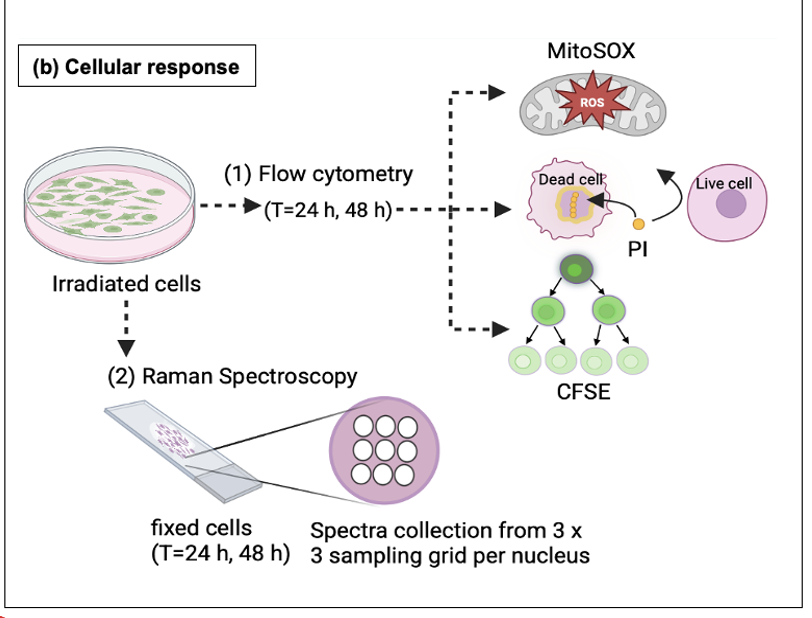 (b) Cellular response
MitoSOX
ROS
(1) Flow cytometry
(T=24 h, 48 h)
Dead cell
Live cell
PI
Irradiated cells
CFSE
(2) Raman Spectroscopy
fixed cells
(T=24 h, 48 h)
Spectra collection from 3 x
3 sampling grid per nucleus